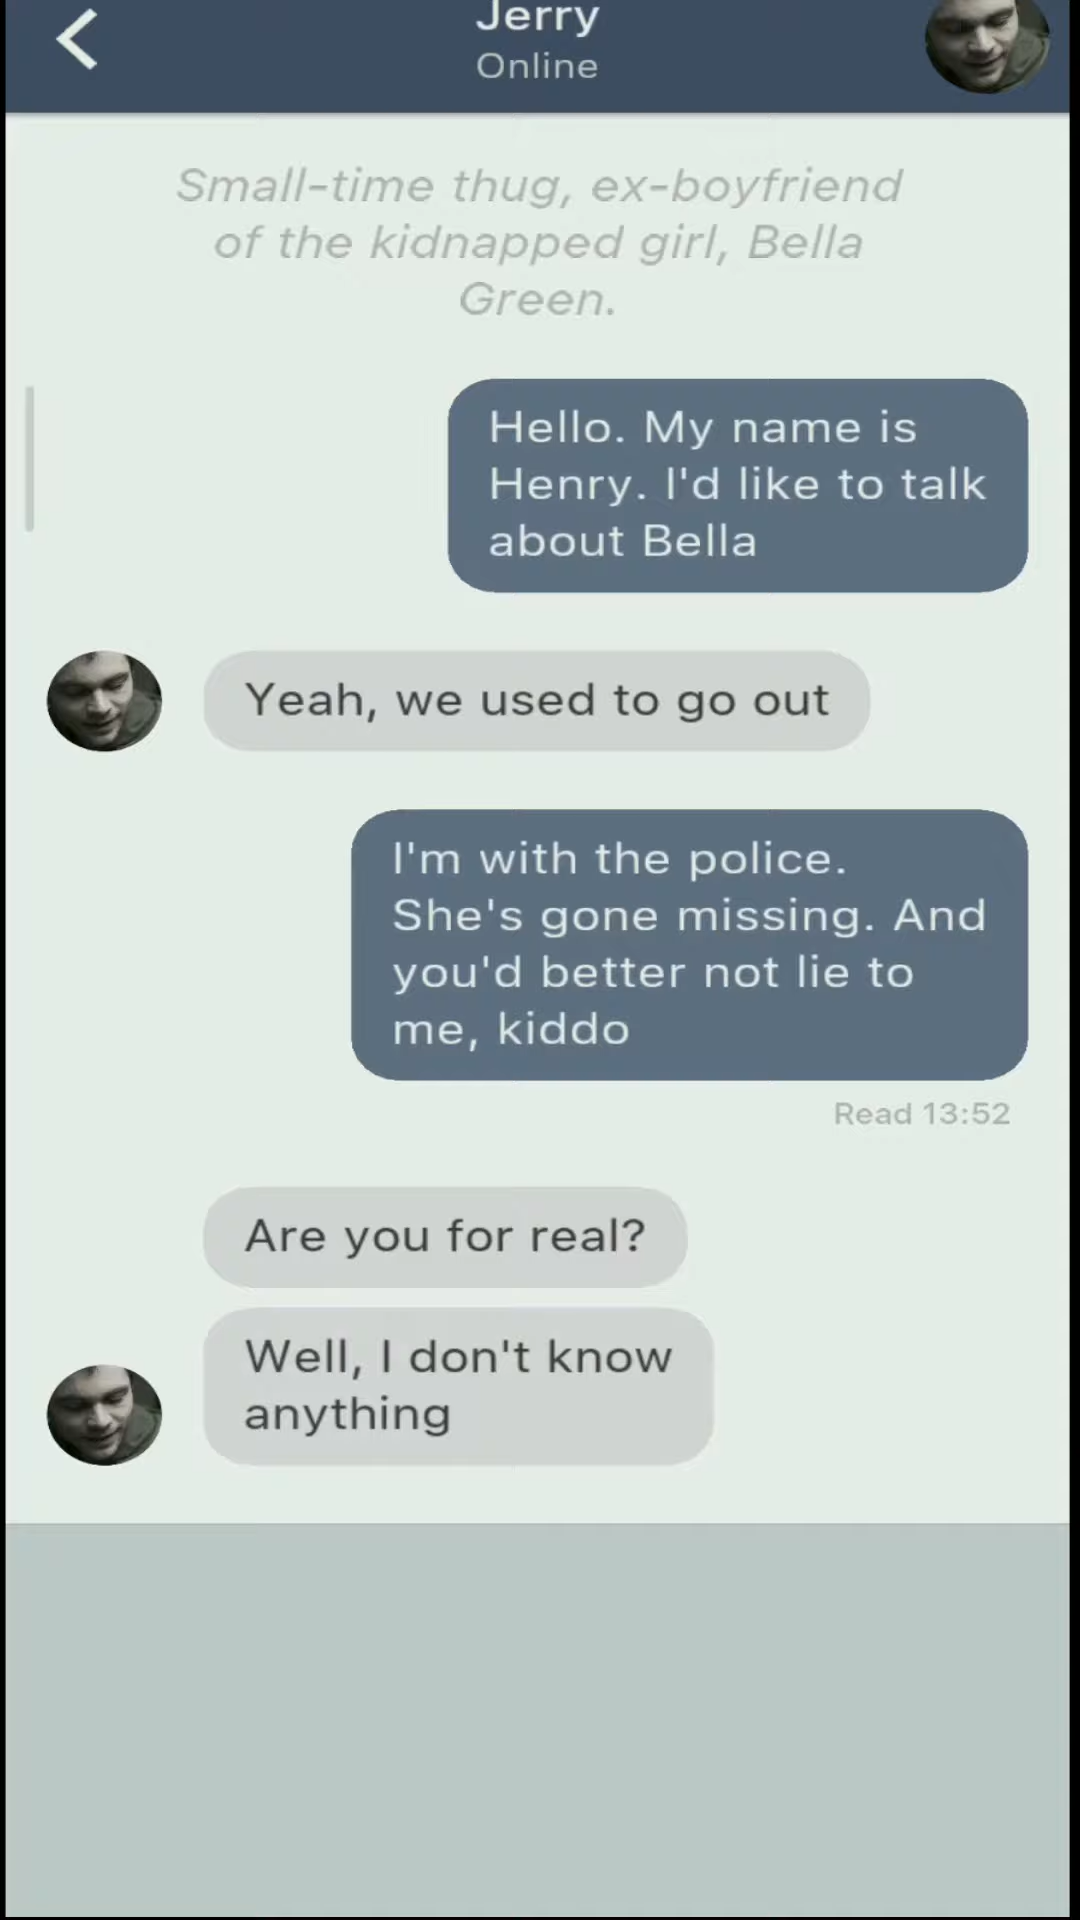 Jerry
Online
Small-time thug, ex-boyfriend
of the kidnapped girl, Bella
Green.
Hello. My name is
Henry. I'd like to talk
about Bella
Yeah, we used to go out
I'm with the police.
She's gone missing. And
you'd better not lie to
me, kiddo
Read 13:52
Are you for real?
Well, I don't know
anything